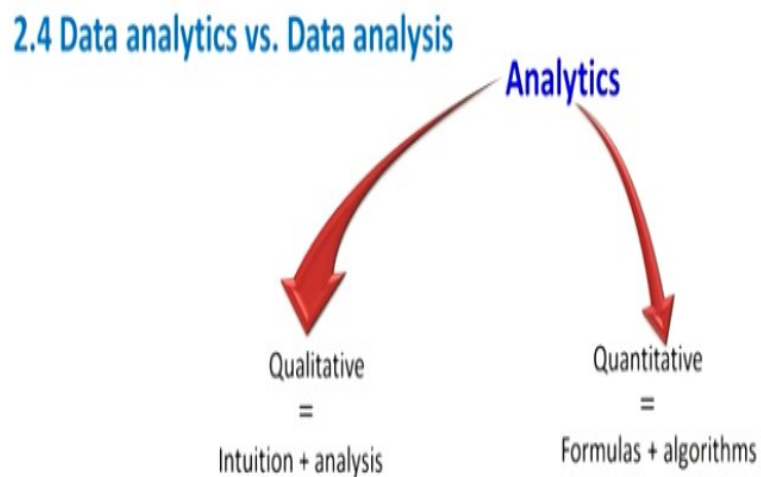 2.4 Data analytics vs. Data analysis
Analytics
Qualitative
=
Intuition + analysis
Quantitative
=
Formulas + algorithms